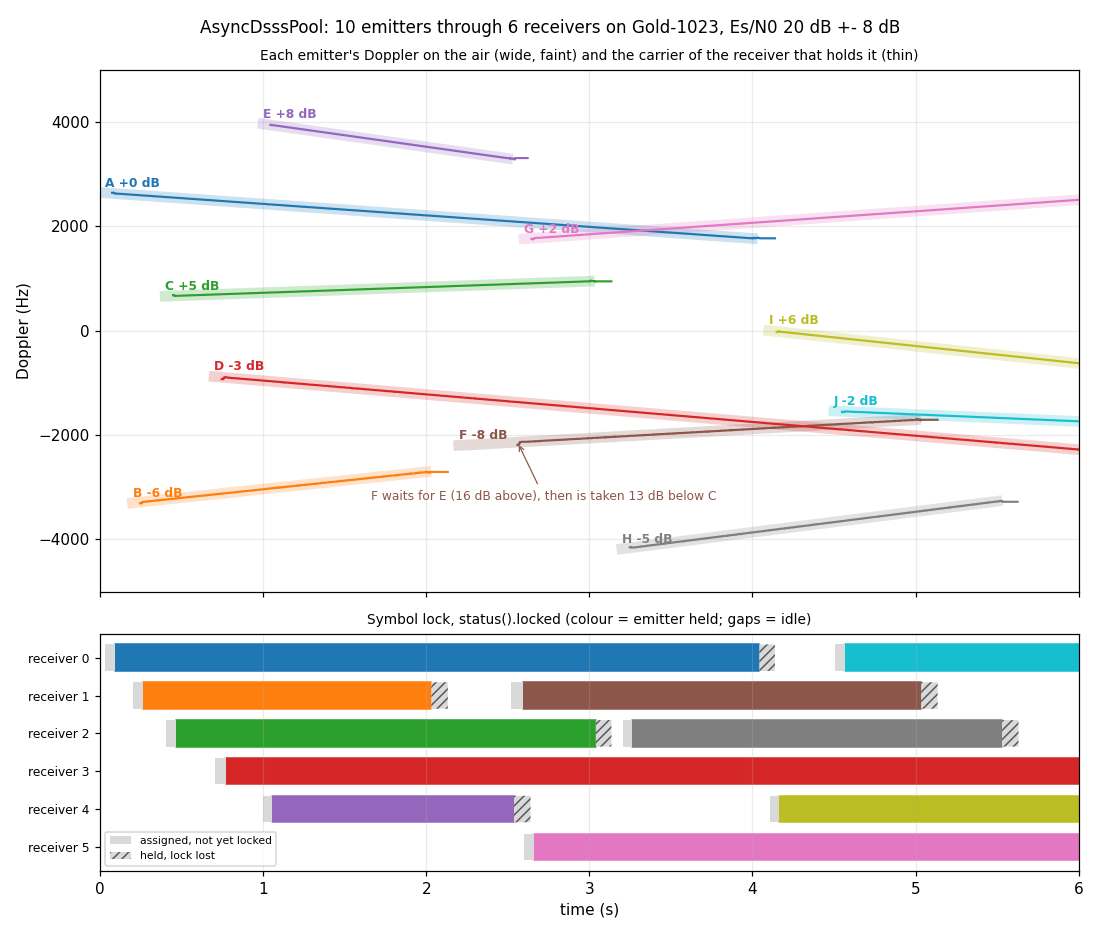 AsyncDsssPool: 10 emitters through 6 receivers on Gold-1023, Es/N0 20 dB +- 8 dB
Each emitter's Doppler on the air (wide, faint) and the carrier of the receiver that holds it (thin)
Doppler (Hz)
4000
2000
0
−2000
−4000
E +8 dB
A +0 dB
G +2 dB
C +5 dB
I +6 dB
D -3 dB
J -2 dB
F -8 dB
B -6 dB
F waits for E (16 dB above), then is taken 13 dB below C
H -5 dB
Symbol lock, status().locked (colour = emitter held; gaps = idle)
receiver 0
receiver 1
receiver 2
receiver 3
receiver 4
receiver 5
assigned, not yet locked
held, lock lost
0 1 2 3 4 5 6
time (s)